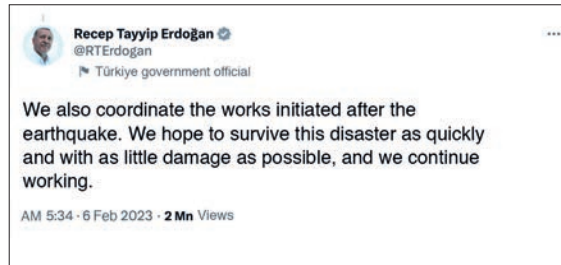 Recep Tayyip Erdoğan
@RTErdogan
Türkiye government official
We also coordinate the works initiated after the
earthquake. We hope to survive this disaster as quickly
and with as little damage as possible, and we continue
working.
AM 5:34 · 6 Feb 2023 · 2 Mn Views